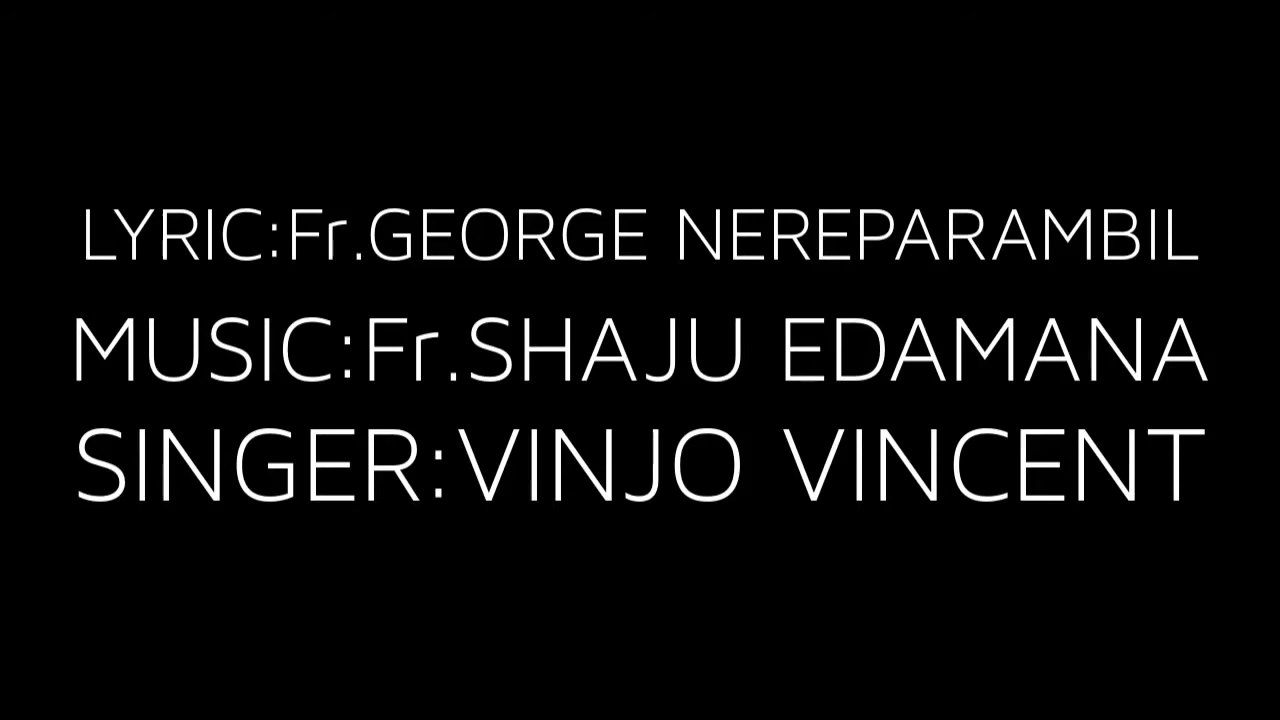 LYRIC:Fr.GEORGE NEREPARAMBIL
MUSIC:Fr.SHAJU EDAMANA
SINGER:VINJO VINCENT